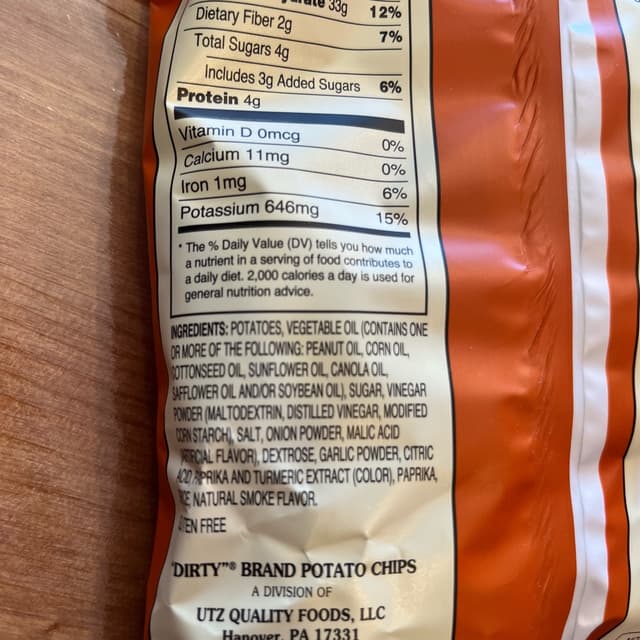 33g 12%
Dietary Fiber 2g 7%
Total Sugars 4g
Includes 3g Added Sugars 6%
Protein 4g
Vitamin D 0mcg 0%
Calcium 11mg 0%
Iron 1mg 6%
Potassium 646mg 15%
* The % Daily Value (DV) tells you how much
a nutrient in a serving of food contributes to
a daily diet. 2,000 calories a day is used for
general nutrition advice.
INGREDIENTS: POTATOES, VEGETABLE OIL (CONTAINS ONE
OR MORE OF THE FOLLOWING: PEANUT OIL, CORN OIL,
COTTONSEED OIL, SUNFLOWER OIL, CANOLA OIL,
SAFFLOWER OIL AND/OR SOYBEAN OIL), SUGAR, VINEGAR
POWDER (MALTODEXTRIN, DISTILLED VINEGAR, MODIFIED
CORN STARCH), SALT, ONION POWDER, MALIC ACID
FLAVOR), DEXTROSE, GARLIC POWDER, CITRIC
ACID PAPRIKA AND TURMERIC EXTRACT (COLOR), PAPRIKA,
NATURAL SMOKE FLAVOR.
FREE
"DIRTY"® BRAND POTATO CHIPS
A DIVISION OF
UTZ QUALITY FOODS, LLC
Hanover, PA 17331